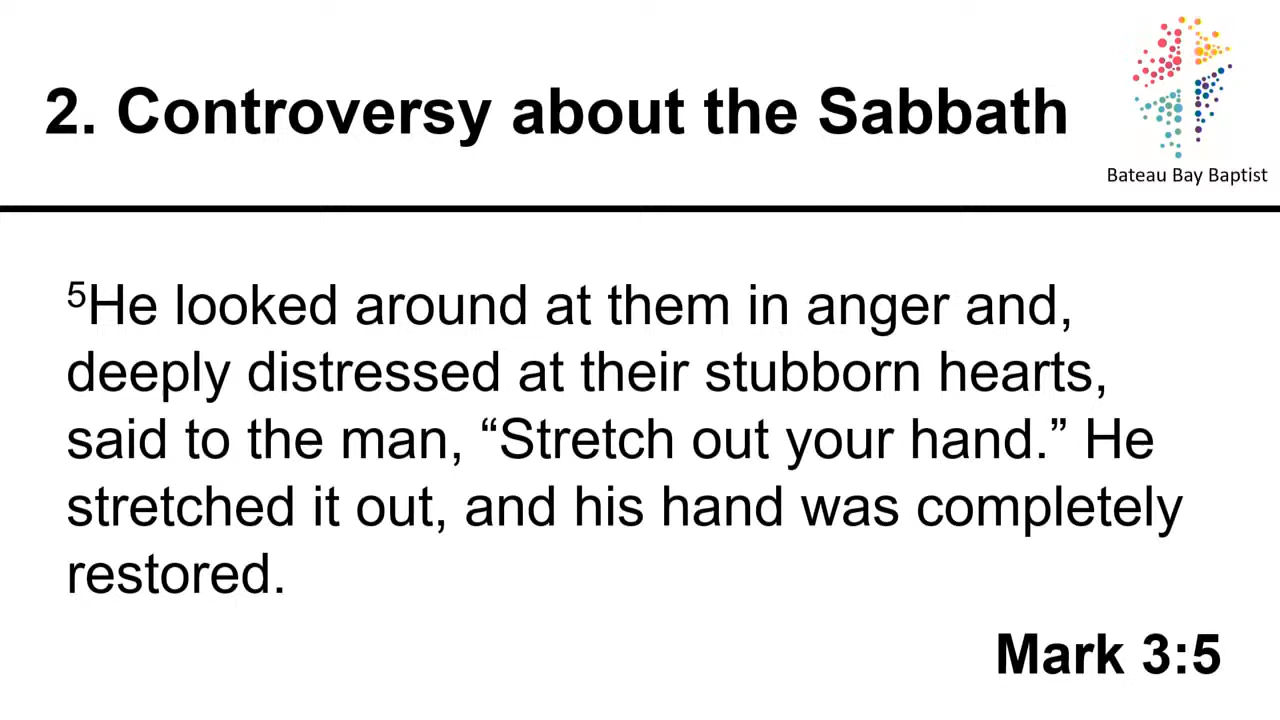 2. Controversy about the Sabbath
Bateau Bay Baptist
⁵He looked around at them in anger and,
deeply distressed at their stubborn hearts,
said to the man, “Stretch out your hand.” He
stretched it out, and his hand was completely
restored.
Mark 3:5